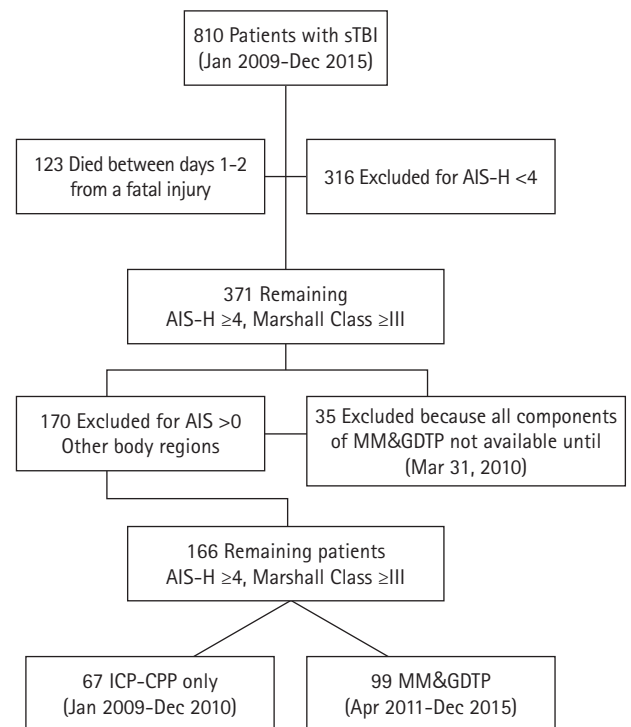 810 Patients with sTBI
(Jan 2009-Dec 2015)
123 Died between days 1-2
from a fatal injury
316 Excluded for AIS-H <4
371 Remaining
AIS-H ≥4, Marshall Class ≥III
170 Excluded for AIS >0
Other body regions
35 Excluded because all components
of MM&GDTP not available until
(Mar 31, 2010)
166 Remaining patients
AIS-H ≥4, Marshall Class ≥III
67 ICP-CPP only
(Jan 2009-Dec 2010)
99 MM&GDTP
(Apr 2011-Dec 2015)